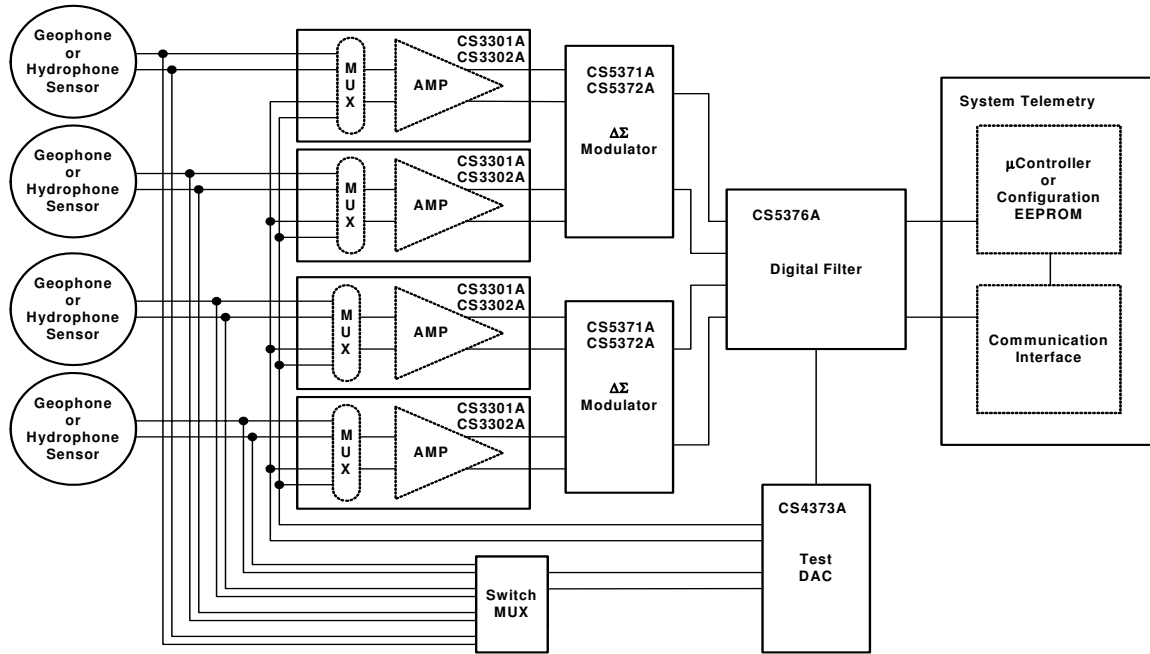 Geophone
or
Hydrophone
Sensor
M
U
X
AMP
CS3301A
CS3302A
CS5371A
CS5372A
ΔΣ
Modulator
Geophone
or
Hydrophone
Sensor
M
U
X
AMP
CS3301A
CS3302A
Geophone
or
Hydrophone
Sensor
M
U
X
AMP
CS3301A
CS3302A
CS5371A
CS5372A
ΔΣ
Modulator
Geophone
or
Hydrophone
Sensor
M
U
X
AMP
CS3301A
CS3302A
CS5376A
Digital Filter
System Telemetry
μController
or
Configuration
EEPROM
Communication
Interface
Switch
MUX
CS4373A
Test
DAC